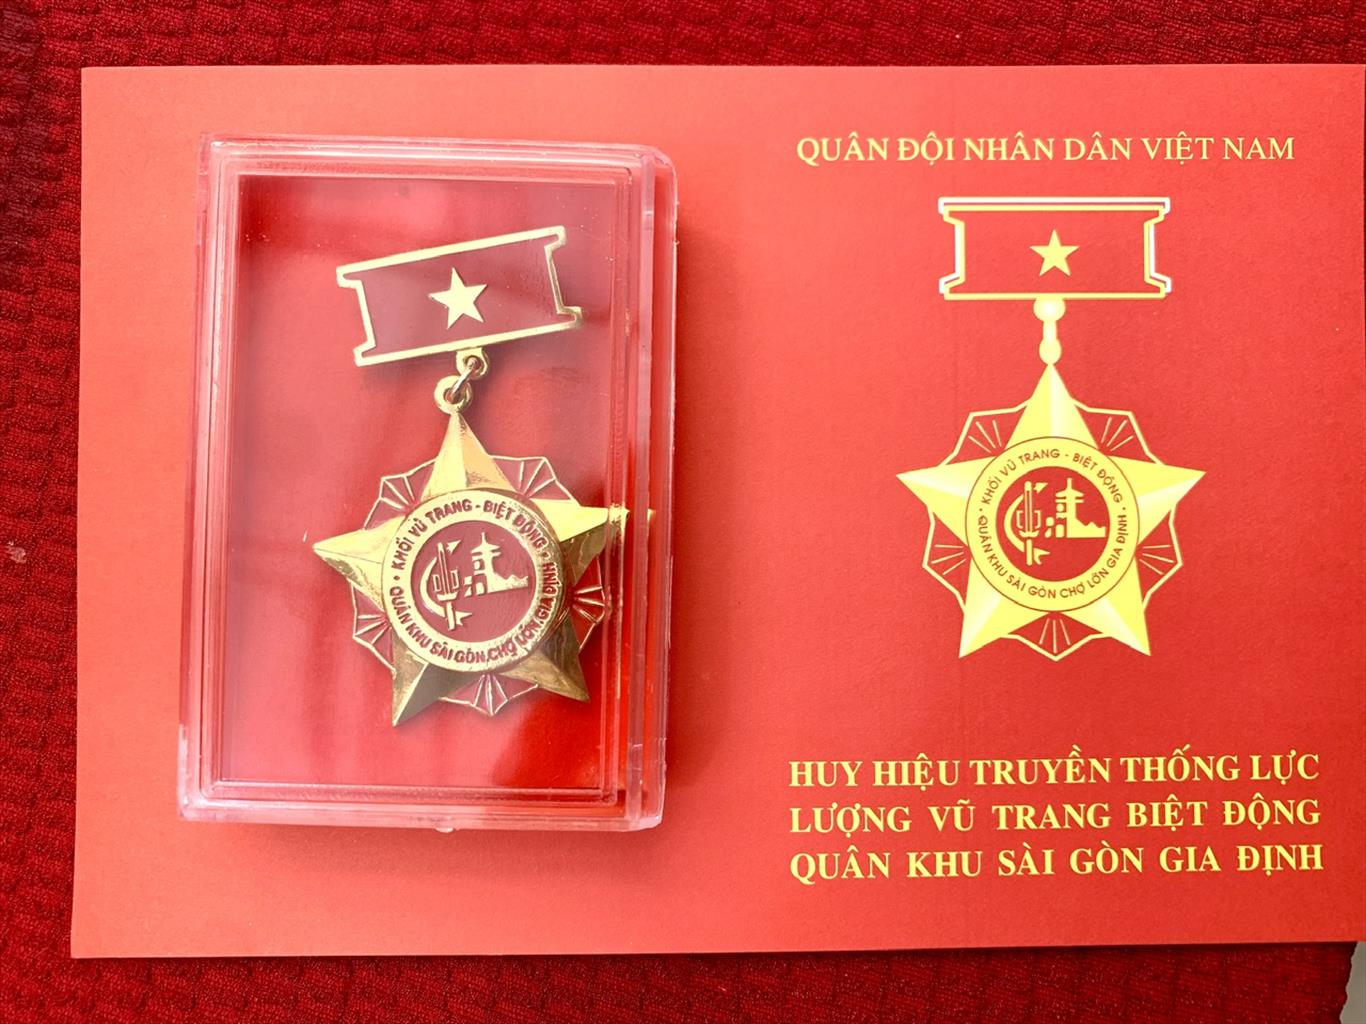 KHỐI VŨ TRANG - BIỆT ĐỘNG
QUÂN KHU SÀI GÒN CHỢ LỚN GIA ĐỊNH
QUÂN ĐỘI NHÂN DÂN VIỆT NAM
KHỐI VŨ TRANG - BIỆT ĐỘNG
QUÂN KHU SÀI GÒN CHỢ LỚN GIA ĐỊNH
HUY HIỆU TRUYỀN THỐNG LỰC
LƯỢNG VŨ TRANG BIỆT ĐỘNG
QUÂN KHU SÀI GÒN GIA ĐỊNH